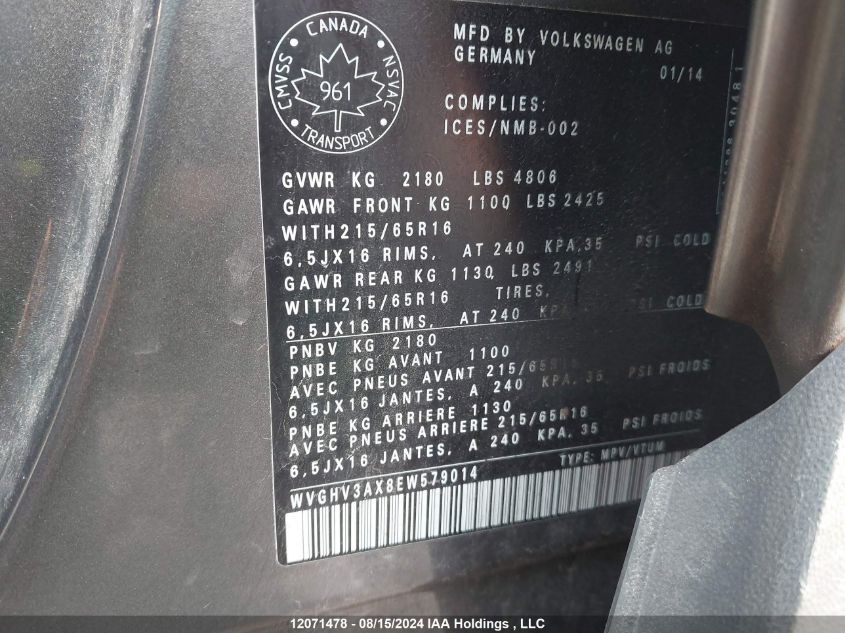 CANADA
CMVSS
NSVAC
961
TRANSPORT
MFD BY VOLKSWAGEN AG
GERMANY
01/14
COMPLIES:
ICES/NMB-002
GVWR KG 2180 LBS 4806
GAWR FRONT KG 1100 LBS 2425
WITH215/65R16
6,5JX16 RIMS, AT 240 KPA,35 PSI COLD
GAWR REAR KG 1130 LBS 2491
WITH215/65R16 TIRES,
6,5JX16 RIMS, AT 240 PSI COLD
PNBV KG 2180
PNBE KG AVANT 1100
AVEC PNEUS AVANT
6,5JX16 JANTES, A 240 KPA, 35 PSI FROIDS
PNBE KG ARRIERE 1130
AVEC PNEUS ARRIERE 215/65R16
6,5JX16 JANTES, A 240 KPA, 35 PSI FROIDS
TYPE: MPV/VTUM
WVGHV3AX8EW579014
12071478 - 08/15/2024 IAA Holdings , LLC